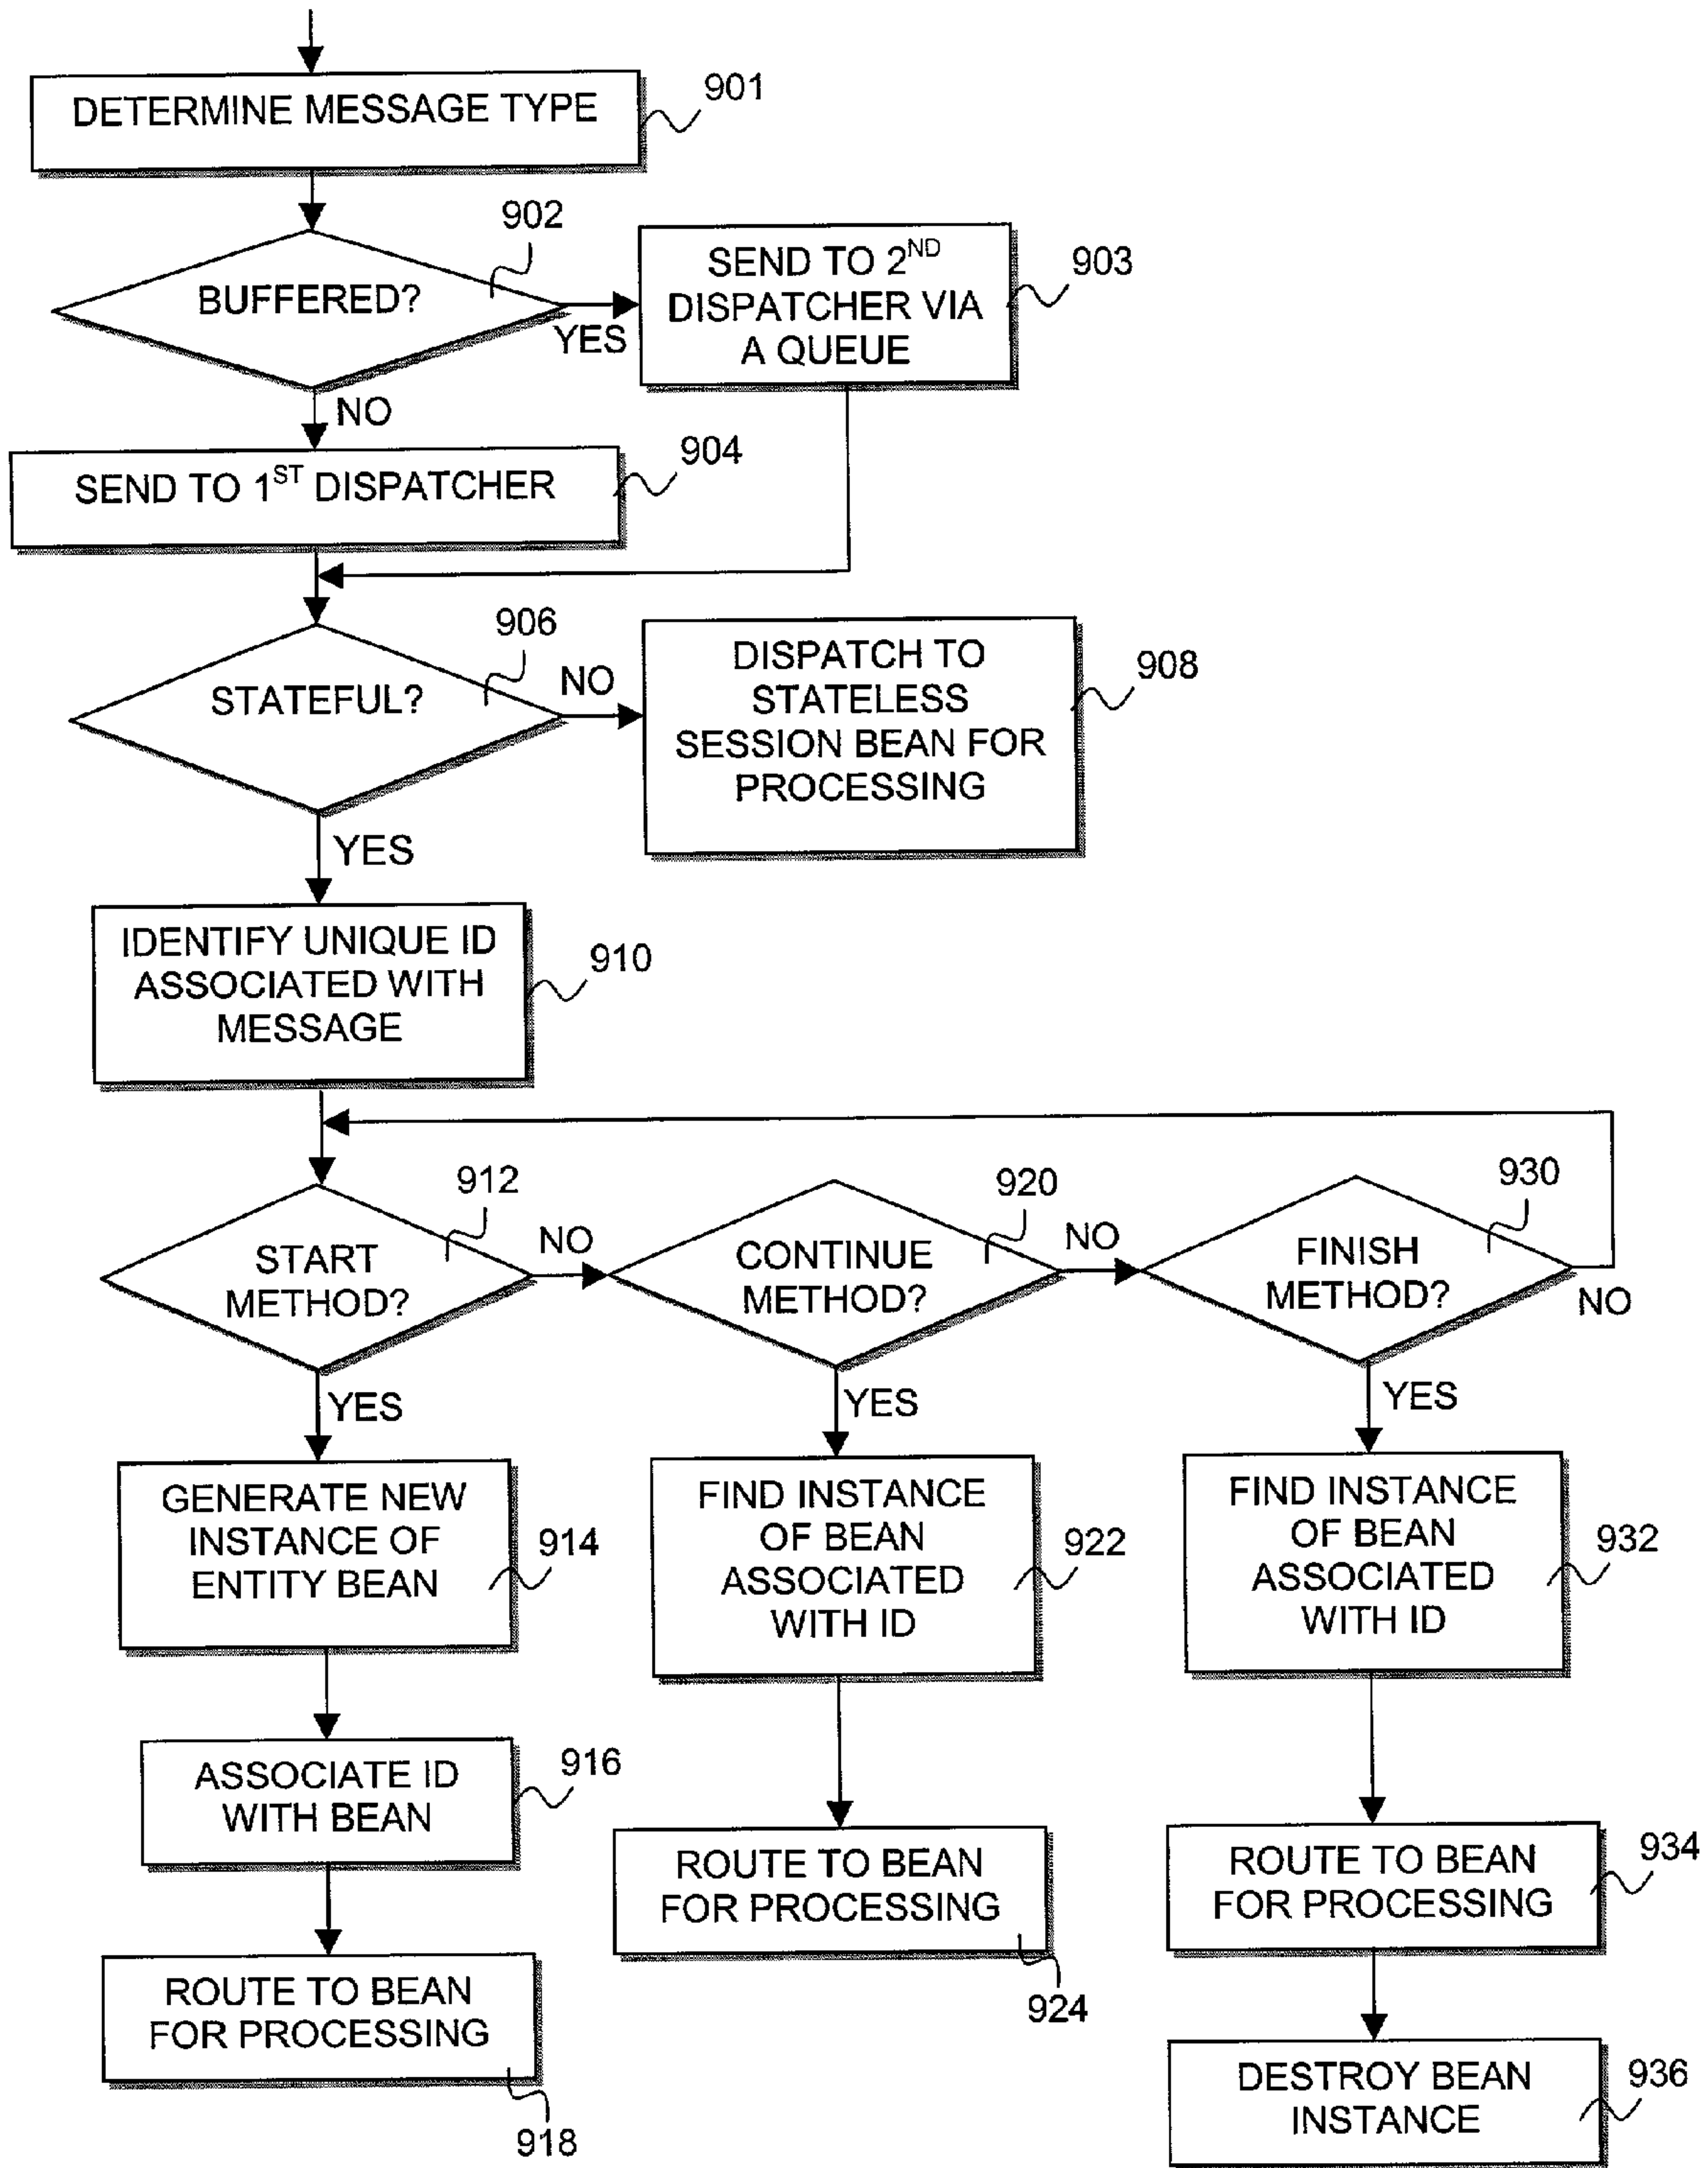 DETERMINE MESSAGE TYPE
901
902
BUFFERED?
YES
NO
SEND TO 2ND
DISPATCHER VIA
A QUEUE
903
SEND TO 1ST DISPATCHER
904
906
STATEFUL?
NO
YES
DISPATCH TO
STATELESS
SESSION BEAN FOR
PROCESSING
908
IDENTIFY UNIQUE ID
ASSOCIATED WITH
MESSAGE
910
912
START
METHOD?
NO
YES
920
CONTINUE
METHOD?
NO
YES
930
FINISH
METHOD?
NO
YES
GENERATE NEW
INSTANCE OF
ENTITY BEAN
914
FIND INSTANCE
OF BEAN
ASSOCIATED
WITH ID
922
FIND INSTANCE
OF BEAN
ASSOCIATED
WITH ID
932
ASSOCIATE ID
WITH BEAN
916
ROUTE TO BEAN
FOR PROCESSING
924
ROUTE TO BEAN
FOR PROCESSING
934
ROUTE TO BEAN
FOR PROCESSING
918
DESTROY BEAN
INSTANCE
936